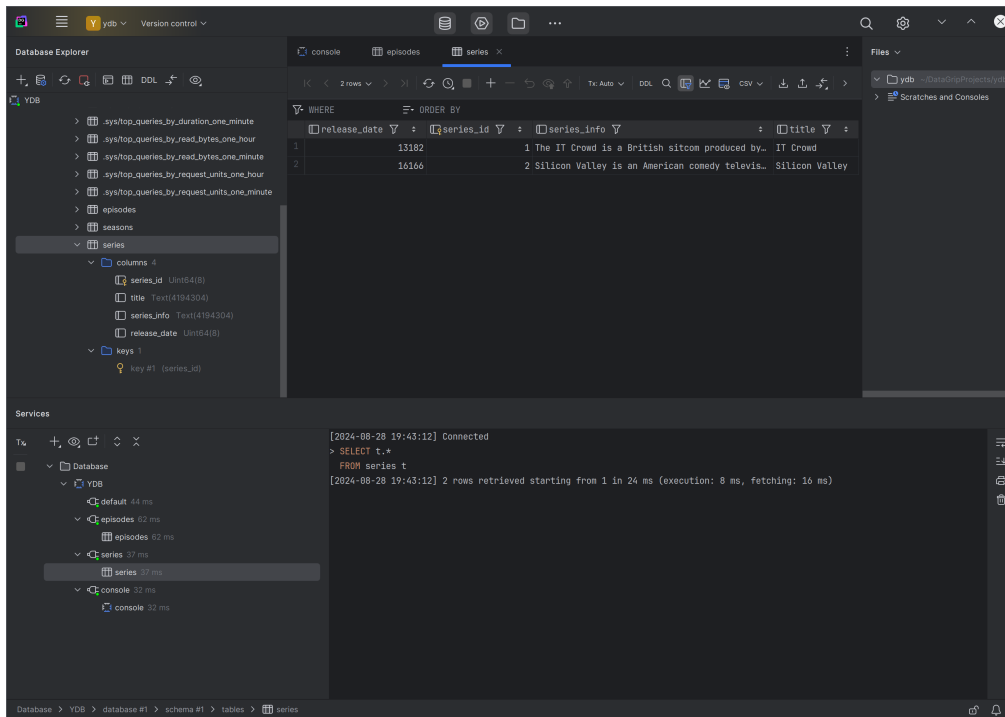 Y ydb Version control
Database Explorer
DDL
YDB
.sys/top_queries_by_duration_one_minute
.sys/top_queries_by_read_bytes_one_hour
.sys/top_queries_by_read_bytes_one_minute
.sys/top_queries_by_request_units_one_hour
.sys/top_queries_by_request_units_one_minute
episodes
seasons
series
columns 4
series_id Uint64(8)
title Text(4194304)
series_info Text(4194304)
release_date Uint64(8)
keys 1
key #1 (series_id)
console episodes series
2 rows Tx: Auto DDL CSV
WHERE ORDER BY
release_date series_id series_info title
1 13182 1 The IT Crowd is a British sitcom produced by… IT Crowd
2 16166 2 Silicon Valley is an American comedy televis… Silicon Valley
Files
ydb ~/DataGripProjects/ydb
Scratches and Consoles
Services
Tx
Database
YDB
default 44 ms
episodes 62 ms
episodes 62 ms
series 37 ms
series 37 ms
console 32 ms
console 32 ms
[2024-08-28 19:43:12] Connected
> SELECT t.*
FROM series t
[2024-08-28 19:43:12] 2 rows retrieved starting from 1 in 24 ms (execution: 8 ms, fetching: 16 ms)
Database > YDB > database #1 > schema #1 > tables > series